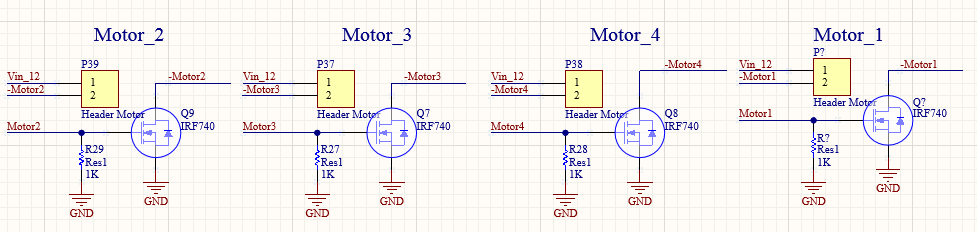 Motor_2
P39
Vin_12
-Motor2
1
2
-Motor2
Header Motor
Q9
IRF740
Motor2
R29
Res1
1K
GND
GND
Motor_3
P37
Vin_12
-Motor3
1
2
-Motor3
Header Motor
Q7
IRF740
Motor3
R27
Res1
1K
GND
GND
Motor_4
P38
Vin_12
-Motor4
1
2
-Motor4
Header Motor
Q8
IRF740
Motor4
R28
Res1
1K
GND
GND
Motor_1
P?
Vin_12
-Motor1
1
2
-Motor1
Header Motor
Q?
IRF740
Motor1
R?
Res1
1K
GND
GND